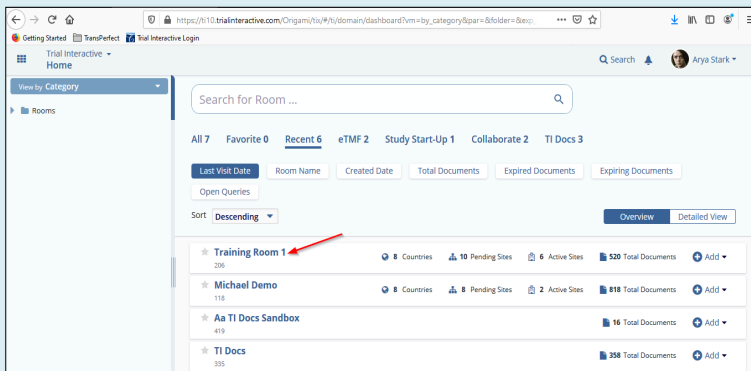 https://ti10.trialinteractive.com/Origami/tix/#/ti/domain/dashboard?vm=by_category&par=&folder=&exp
Getting Started TransPerfect Trial Interactive Login
Trial Interactive
Home
Search
Arya Stark
View by Category
Rooms
Search for Room ...
All 7 Favorite 0 Recent 6 eTMF 2 Study Start-Up 1 Collaborate 2 TI Docs 3
Last Visit Date Room Name Created Date Total Documents Expired Documents Expiring Documents
Open Queries
Sort Descending Overview Detailed View
Training Room 1 8 Countries 10 Pending Sites 6 Active Sites 520 Total Documents Add
206
Michael Demo 8 Countries 8 Pending Sites 2 Active Sites 818 Total Documents Add
118
Aa TI Docs Sandbox 16 Total Documents Add
419
TI Docs 358 Total Documents Add
335